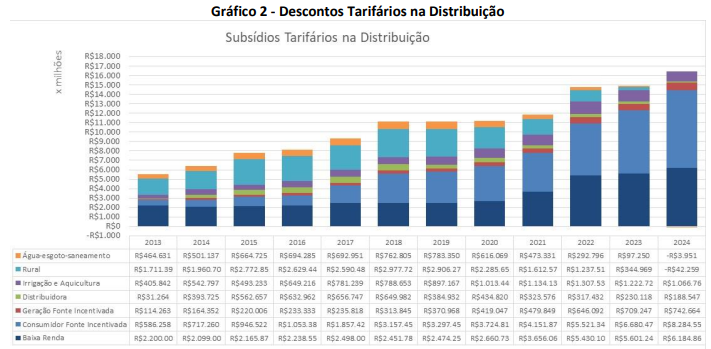 Gráfico 2 - Descontos Tarifários na Distribuição
Subsídios Tarifários na Distribuição
x milhões
R$18.000
R$17.000
R$16.000
R$15.000
R$14.000
R$13.000
R$12.000
R$11.000
R$10.000
R$9.000
R$8.000
R$7.000
R$6.000
R$5.000
R$4.000
R$3.000
R$2.000
R$1.000
R$0
-R$1.000
2013 2014 2015 2016 2017 2018 2019 2020 2021 2022 2023 2024
Água-esgoto-saneamento R$464.631 R$501.137 R$664.725 R$694.285 R$692.951 R$762.805 R$783.350 R$616.069 R$473.331 R$292.796 R$97.250 -R$3.951
Rural R$1.711.39 R$1.960.70 R$2.772.85 R$2.629.44 R$2.590.48 R$2.977.72 R$2.906.27 R$2.285.65 R$1.612.57 R$1.237.51 R$344.969 -R$42.259
Irrigação e Aquicultura R$405.842 R$542.797 R$493.233 R$649.216 R$781.239 R$788.653 R$897.167 R$1.013.44 R$1.134.13 R$1.307.53 R$1.222.72 R$1.066.76
Distribuidora R$31.264 R$393.725 R$562.657 R$632.962 R$656.747 R$649.982 R$384.932 R$434.820 R$323.576 R$317.432 R$230.118 R$188.547
Geração Fonte Incentivada R$114.263 R$164.352 R$220.006 R$233.333 R$235.818 R$313.845 R$370.968 R$419.047 R$479.849 R$646.092 R$709.247 R$742.664
Consumidor Fonte Incentivada R$586.258 R$717.260 R$946.522 R$1.053.38 R$1.857.42 R$3.157.45 R$3.297.45 R$3.724.81 R$4.151.87 R$5.521.34 R$6.680.47 R$8.284.55
Baixa Renda R$2.200.00 R$2.099.00 R$2.165.87 R$2.238.55 R$2.498.00 R$2.451.78 R$2.474.25 R$2.660.73 R$3.656.06 R$5.430.10 R$5.601.24 R$6.184.86